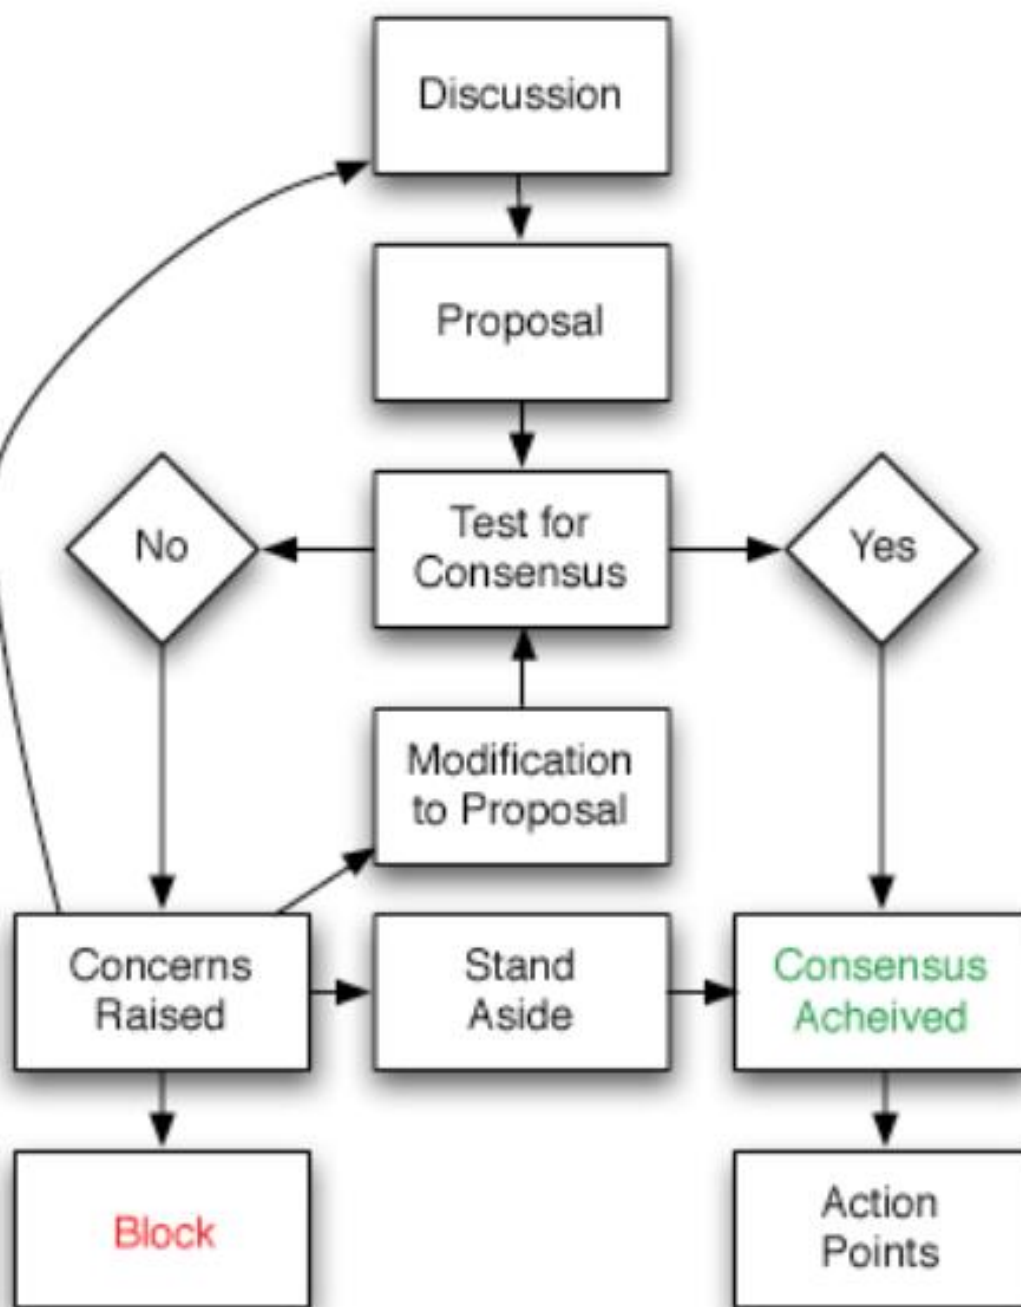 Discussion
Proposal
No
Test for
Consensus
Yes
Modification
to Proposal
Concerns
Raised
Stand
Aside
Consensus
Acheived
Block
Action
Points